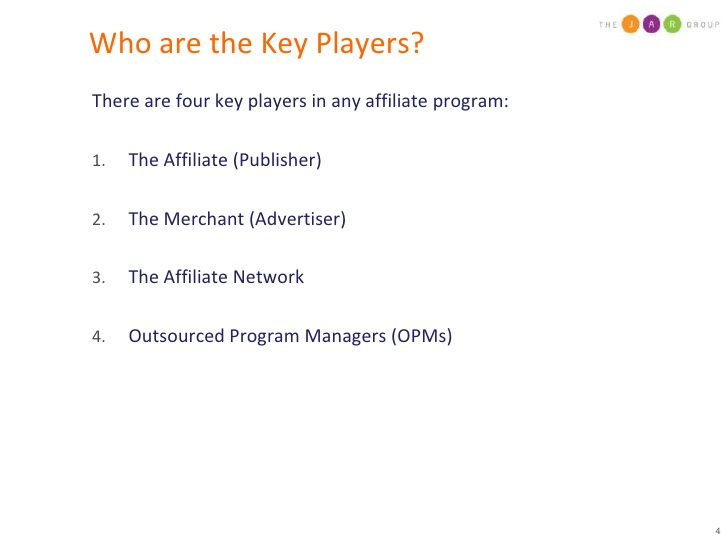 Who are the Key Players?
THE JAR GROUP
There are four key players in any affiliate program:
1. The Affiliate (Publisher)
2. The Merchant (Advertiser)
3. The Affiliate Network
4. Outsourced Program Managers (OPMs)
4